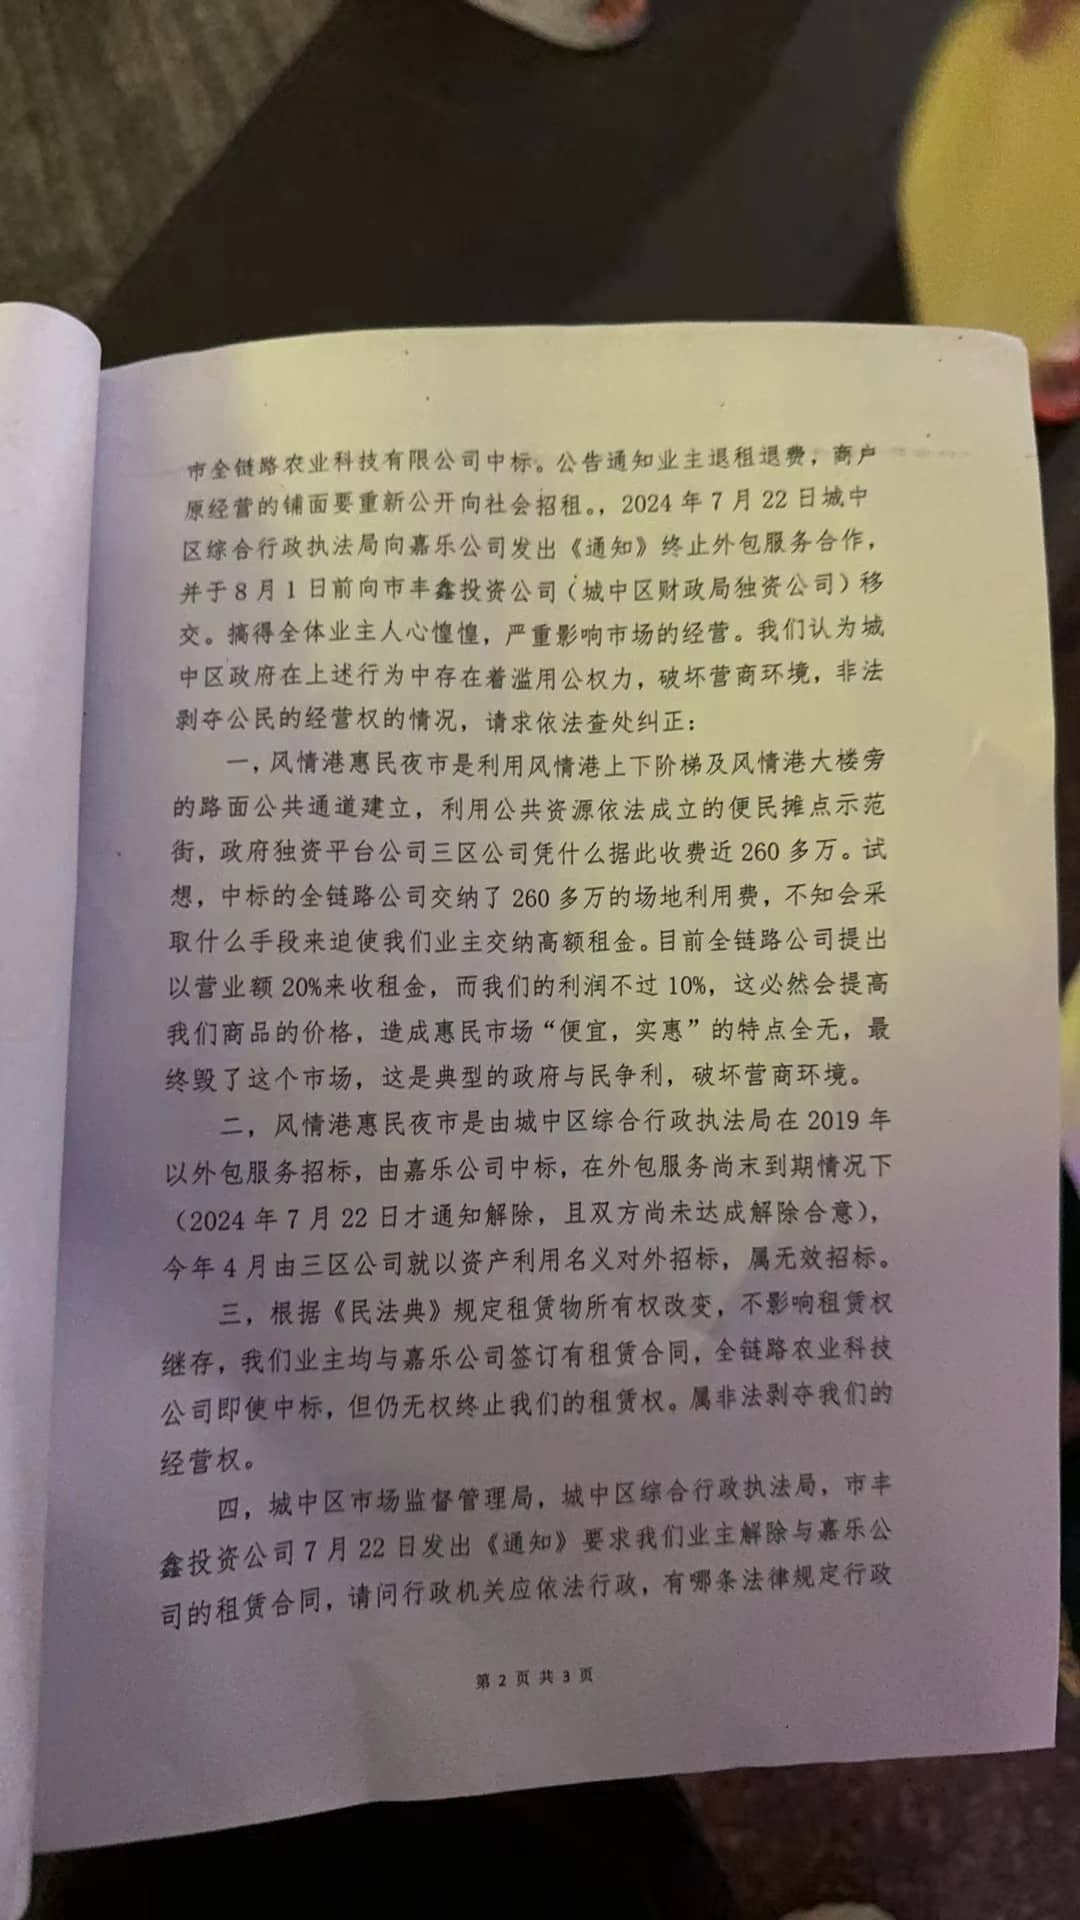 市全链路农业科技有限公司中标。公告通知业主退租退费，商户
原经营的铺面要重新公开向社会招租。，2024 年 7 月 22 日城中
区综合行政执法局向嘉乐公司发出《通知》终止外包服务合作，
并于 8 月 1 日前向市丰鑫投资公司（城中区财政局独资公司）移
交。搞得全体业主人心惶惶，严重影响市场的经营。我们认为城
中区政府在上述行为中存在着滥用公权力，破坏营商环境，非法
剥夺公民的经营权的情况，请求依法查处纠正：
一，风情港惠民夜市是利用风情港上下阶梯及风情港大楼旁
的路面公共通道建立，利用公共资源依法成立的便民摊点示范
街，政府独资平台公司三区公司凭什么据此收费近 260 多万。试
想，中标的全链路公司交纳了 260 多万的场地利用费，不知会采
取什么手段来迫使我们业主交纳高额租金。目前全链路公司提出
以营业额 20%来收租金，而我们的利润不过 10%，这必然会提高
我们商品的价格，造成惠民市场“便宜，实惠”的特点全无，最
终毁了这个市场，这是典型的政府与民争利，破坏营商环境。
二，风情港惠民夜市是由城中区综合行政执法局在 2019 年
以外包服务招标，由嘉乐公司中标，在外包服务尚末到期情况下
（2024 年 7 月 22 日才通知解除，且双方尚未达成解除合意），
今年 4 月由三区公司就以资产利用名义对外招标，属无效招标。
三，根据《民法典》规定租赁物所有权改变，不影响租赁权
继存，我们业主均与嘉乐公司签订有租赁合同，全链路农业科技
公司即使中标，但仍无权终止我们的租赁权。属非法剥夺我们的
经营权。
四，城中区市场监督管理局，城中区综合行政执法局，市丰
鑫投资公司 7 月 22 日发出《通知》要求我们业主解除与嘉乐公
司的租赁合同，请问行政机关应依法行政，有哪条法律规定行政
第 2 页 共 3 页